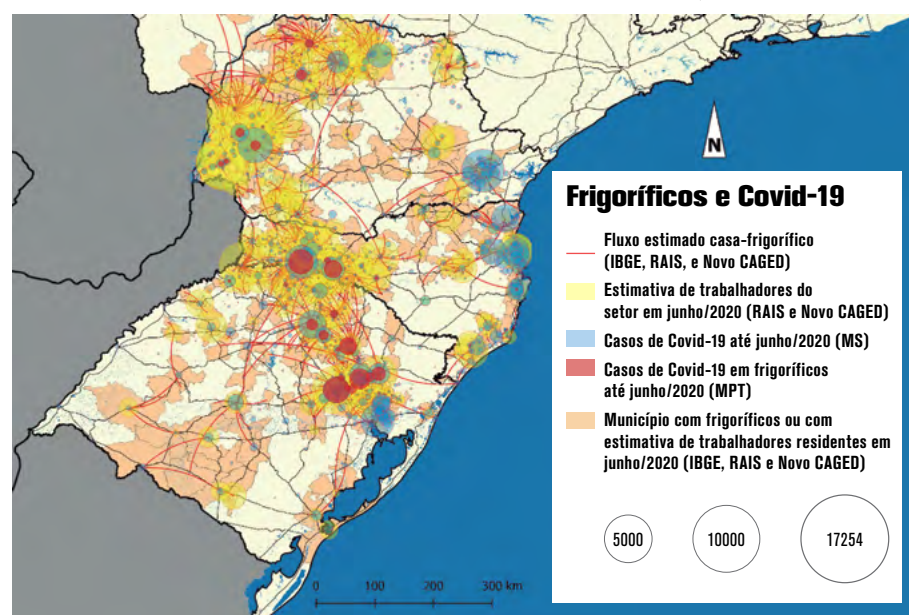 N
Frigoríficos e Covid-19
Fluxo estimado casa-frigorífico
(IBGE, RAIS, e Novo CAGED)
Estimativa de trabalhadores do
setor em junho/2020 (RAIS e Novo CAGED)
Casos de Covid-19 até junho/2020 (MS)
Casos de Covid-19 em frigoríficos
até junho/2020 (MPT)
Município com frigoríficos ou com
estimativa de trabalhadores residentes em
junho/2020 (IBGE, RAIS e Novo CAGED)
5000 10000 17254
0 100 200 300 km